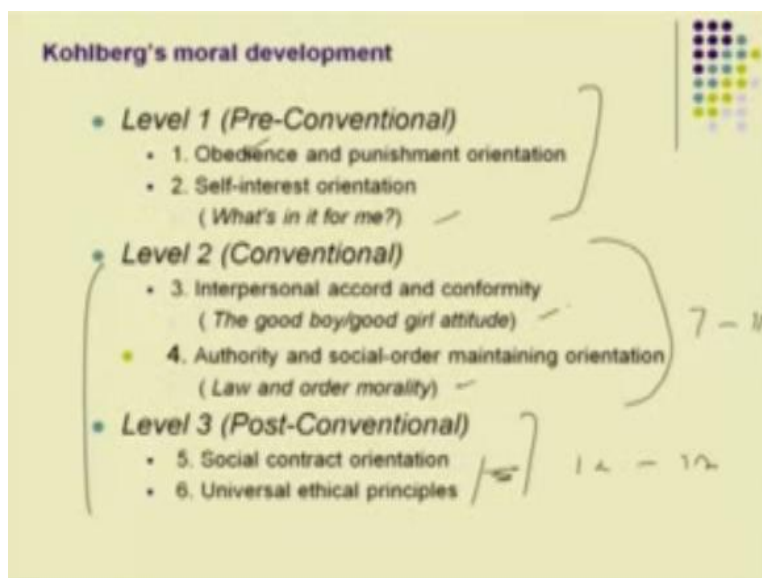 Kohlberg's moral development
• Level 1 (Pre-Conventional)
• 1. Obedience and punishment orientation
• 2. Self-interest orientation
( What's in it for me?)
• Level 2 (Conventional)
• 3. Interpersonal accord and conformity
( The good boy/good girl attitude)
• 4. Authority and social-order maintaining orientation
( Law and order morality)
7 -
• Level 3 (Post-Conventional)
• 5. Social contract orientation
• 6. Universal ethical principles